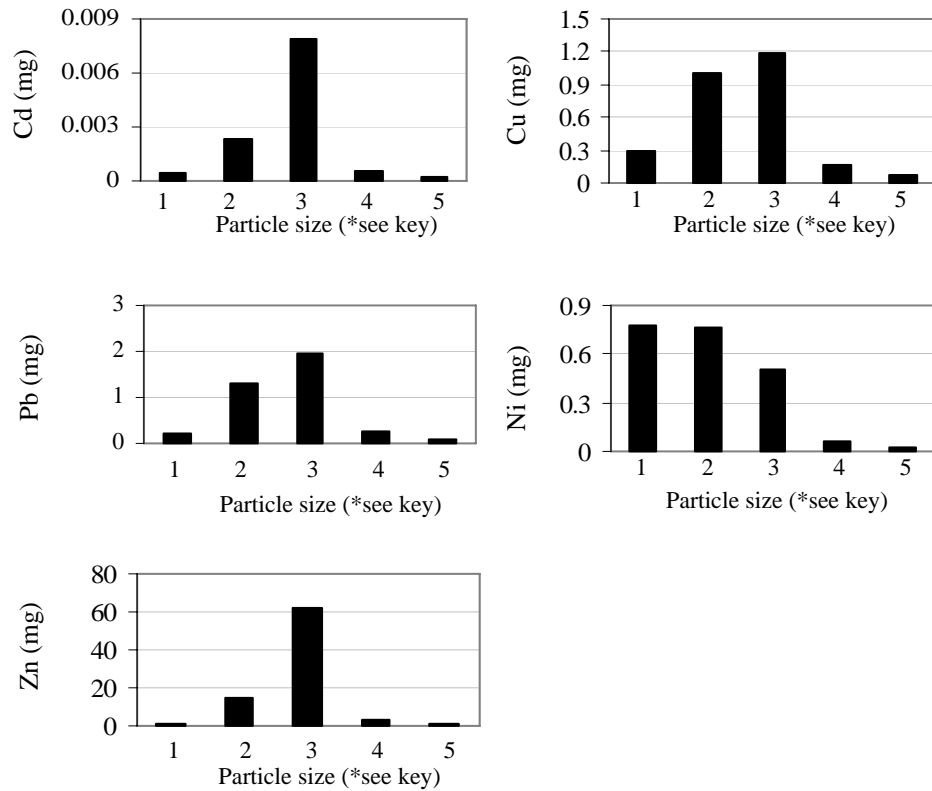 Cd (mg)
0.009
0.006
0.003
0
1 2 3 4 5
Particle size (*see key)
Cu (mg)
1.5
1.2
0.9
0.6
0.3
0
1 2 3 4 5
Particle size (*see key)
Pb (mg)
3
2
1
0
1 2 3 4 5
Particle size (*see key)
Ni (mg)
0.9
0.6
0.3
0
1 2 3 4 5
Particle size (*see key)
Zn (mg)
80
60
40
20
0
1 2 3 4 5
Particle size (*see key)